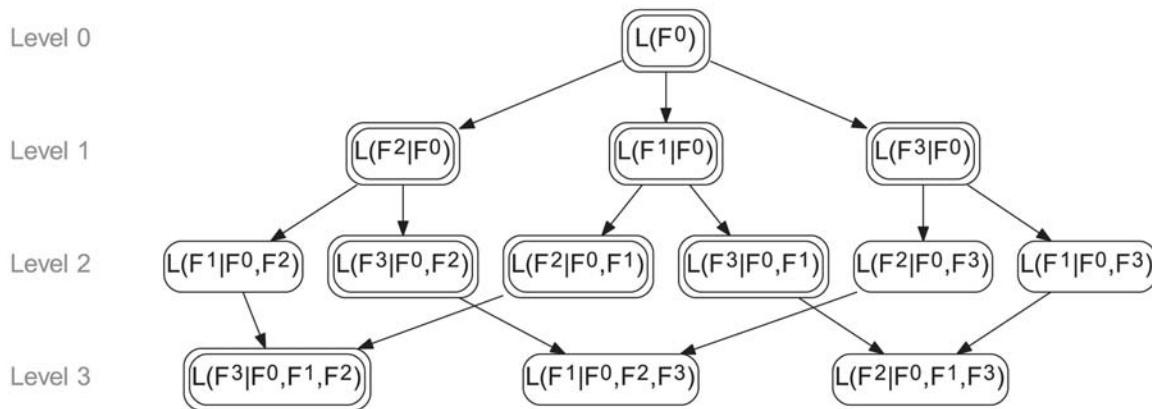 Level 0 L(F⁰)
Level 1 L(F²|F⁰) L(F¹|F⁰) L(F³|F⁰)
Level 2 L(F¹|F⁰,F²) L(F³|F⁰,F²) L(F²|F⁰,F¹) L(F³|F⁰,F¹) L(F²|F⁰,F³) L(F¹|F⁰,F³)
Level 3 L(F³|F⁰,F¹,F²) L(F¹|F⁰,F²,F³) L(F²|F⁰,F¹,F³)